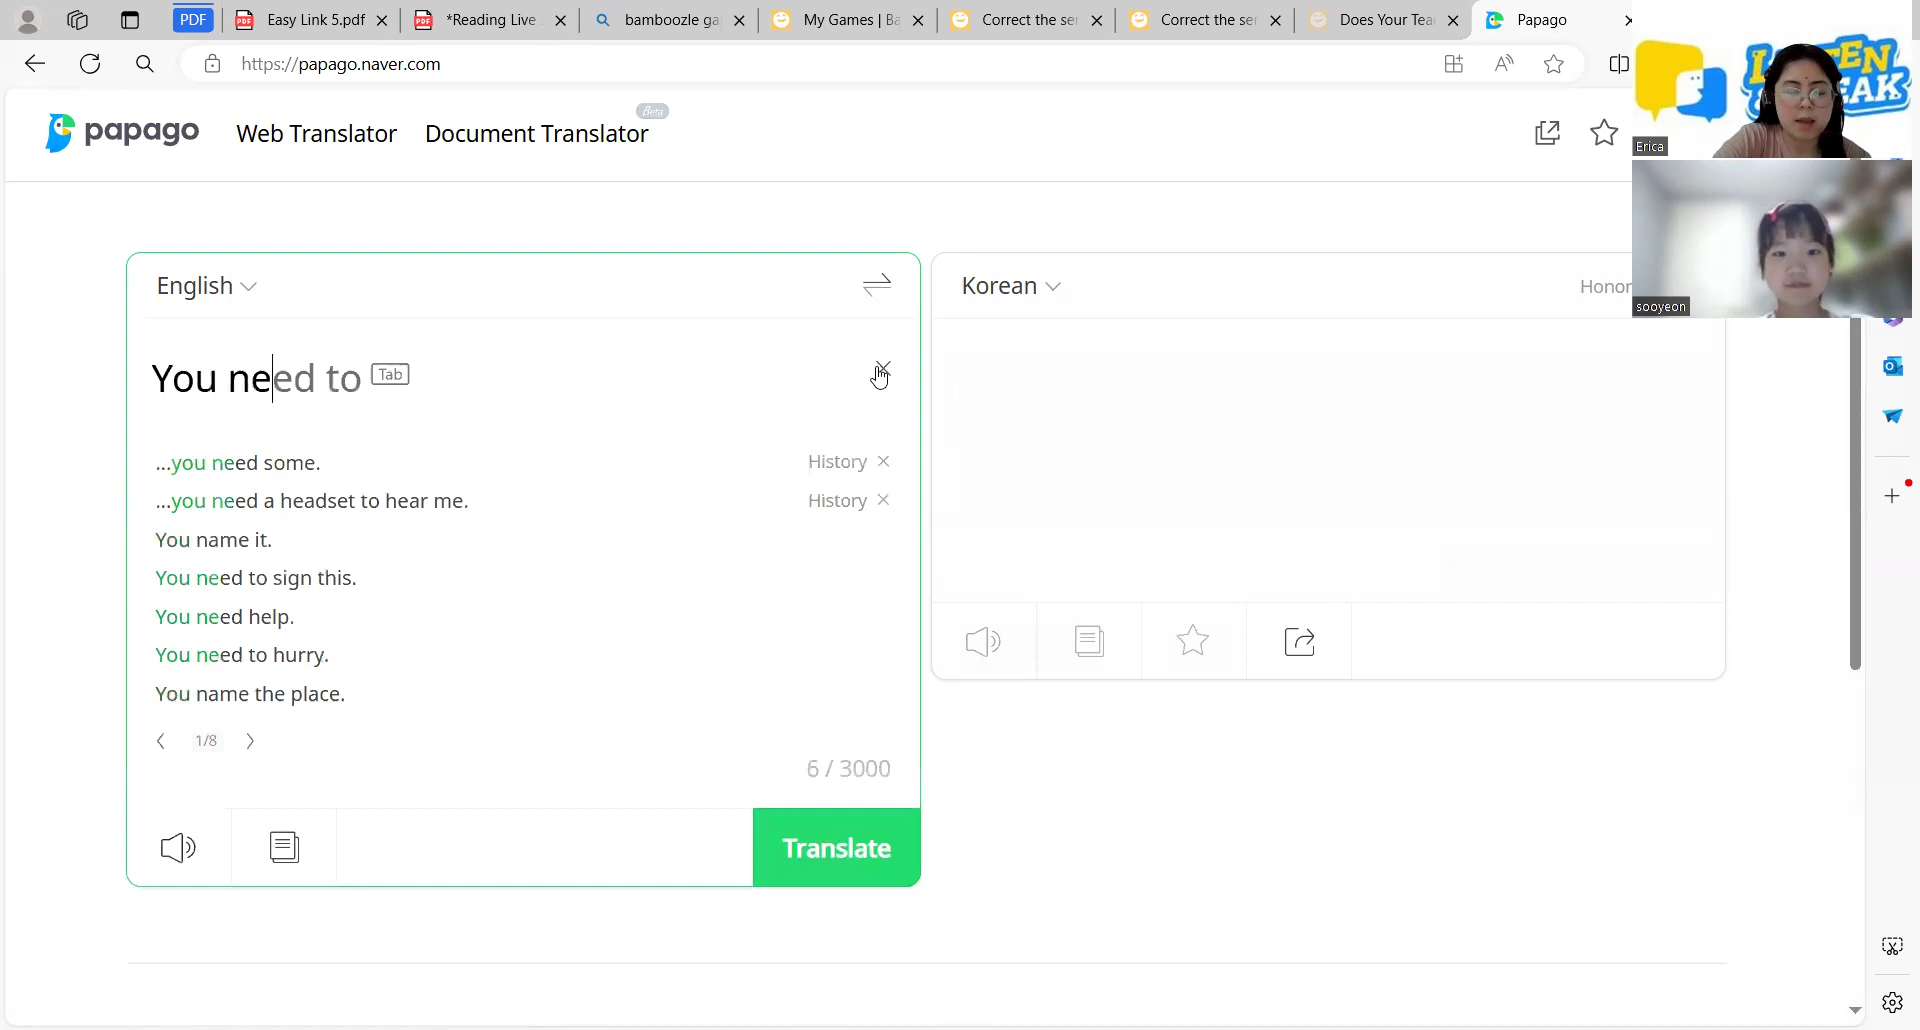 PDF
Easy Link 5.pdf
*Reading Live
bamboozle ga
My Games | Ba
Correct the se
Correct the se
Does Your Tea
Papago
https://papago.naver.com
papago
Web Translator
Document Translator
Beta
Erica
sooyeon
English
Korean
Honor
You need to
Tab
...you need some.
History
...you need a headset to hear me.
History
You name it.
You need to sign this.
You need help.
You need to hurry.
You name the place.
1/8
6 / 3000
Translate